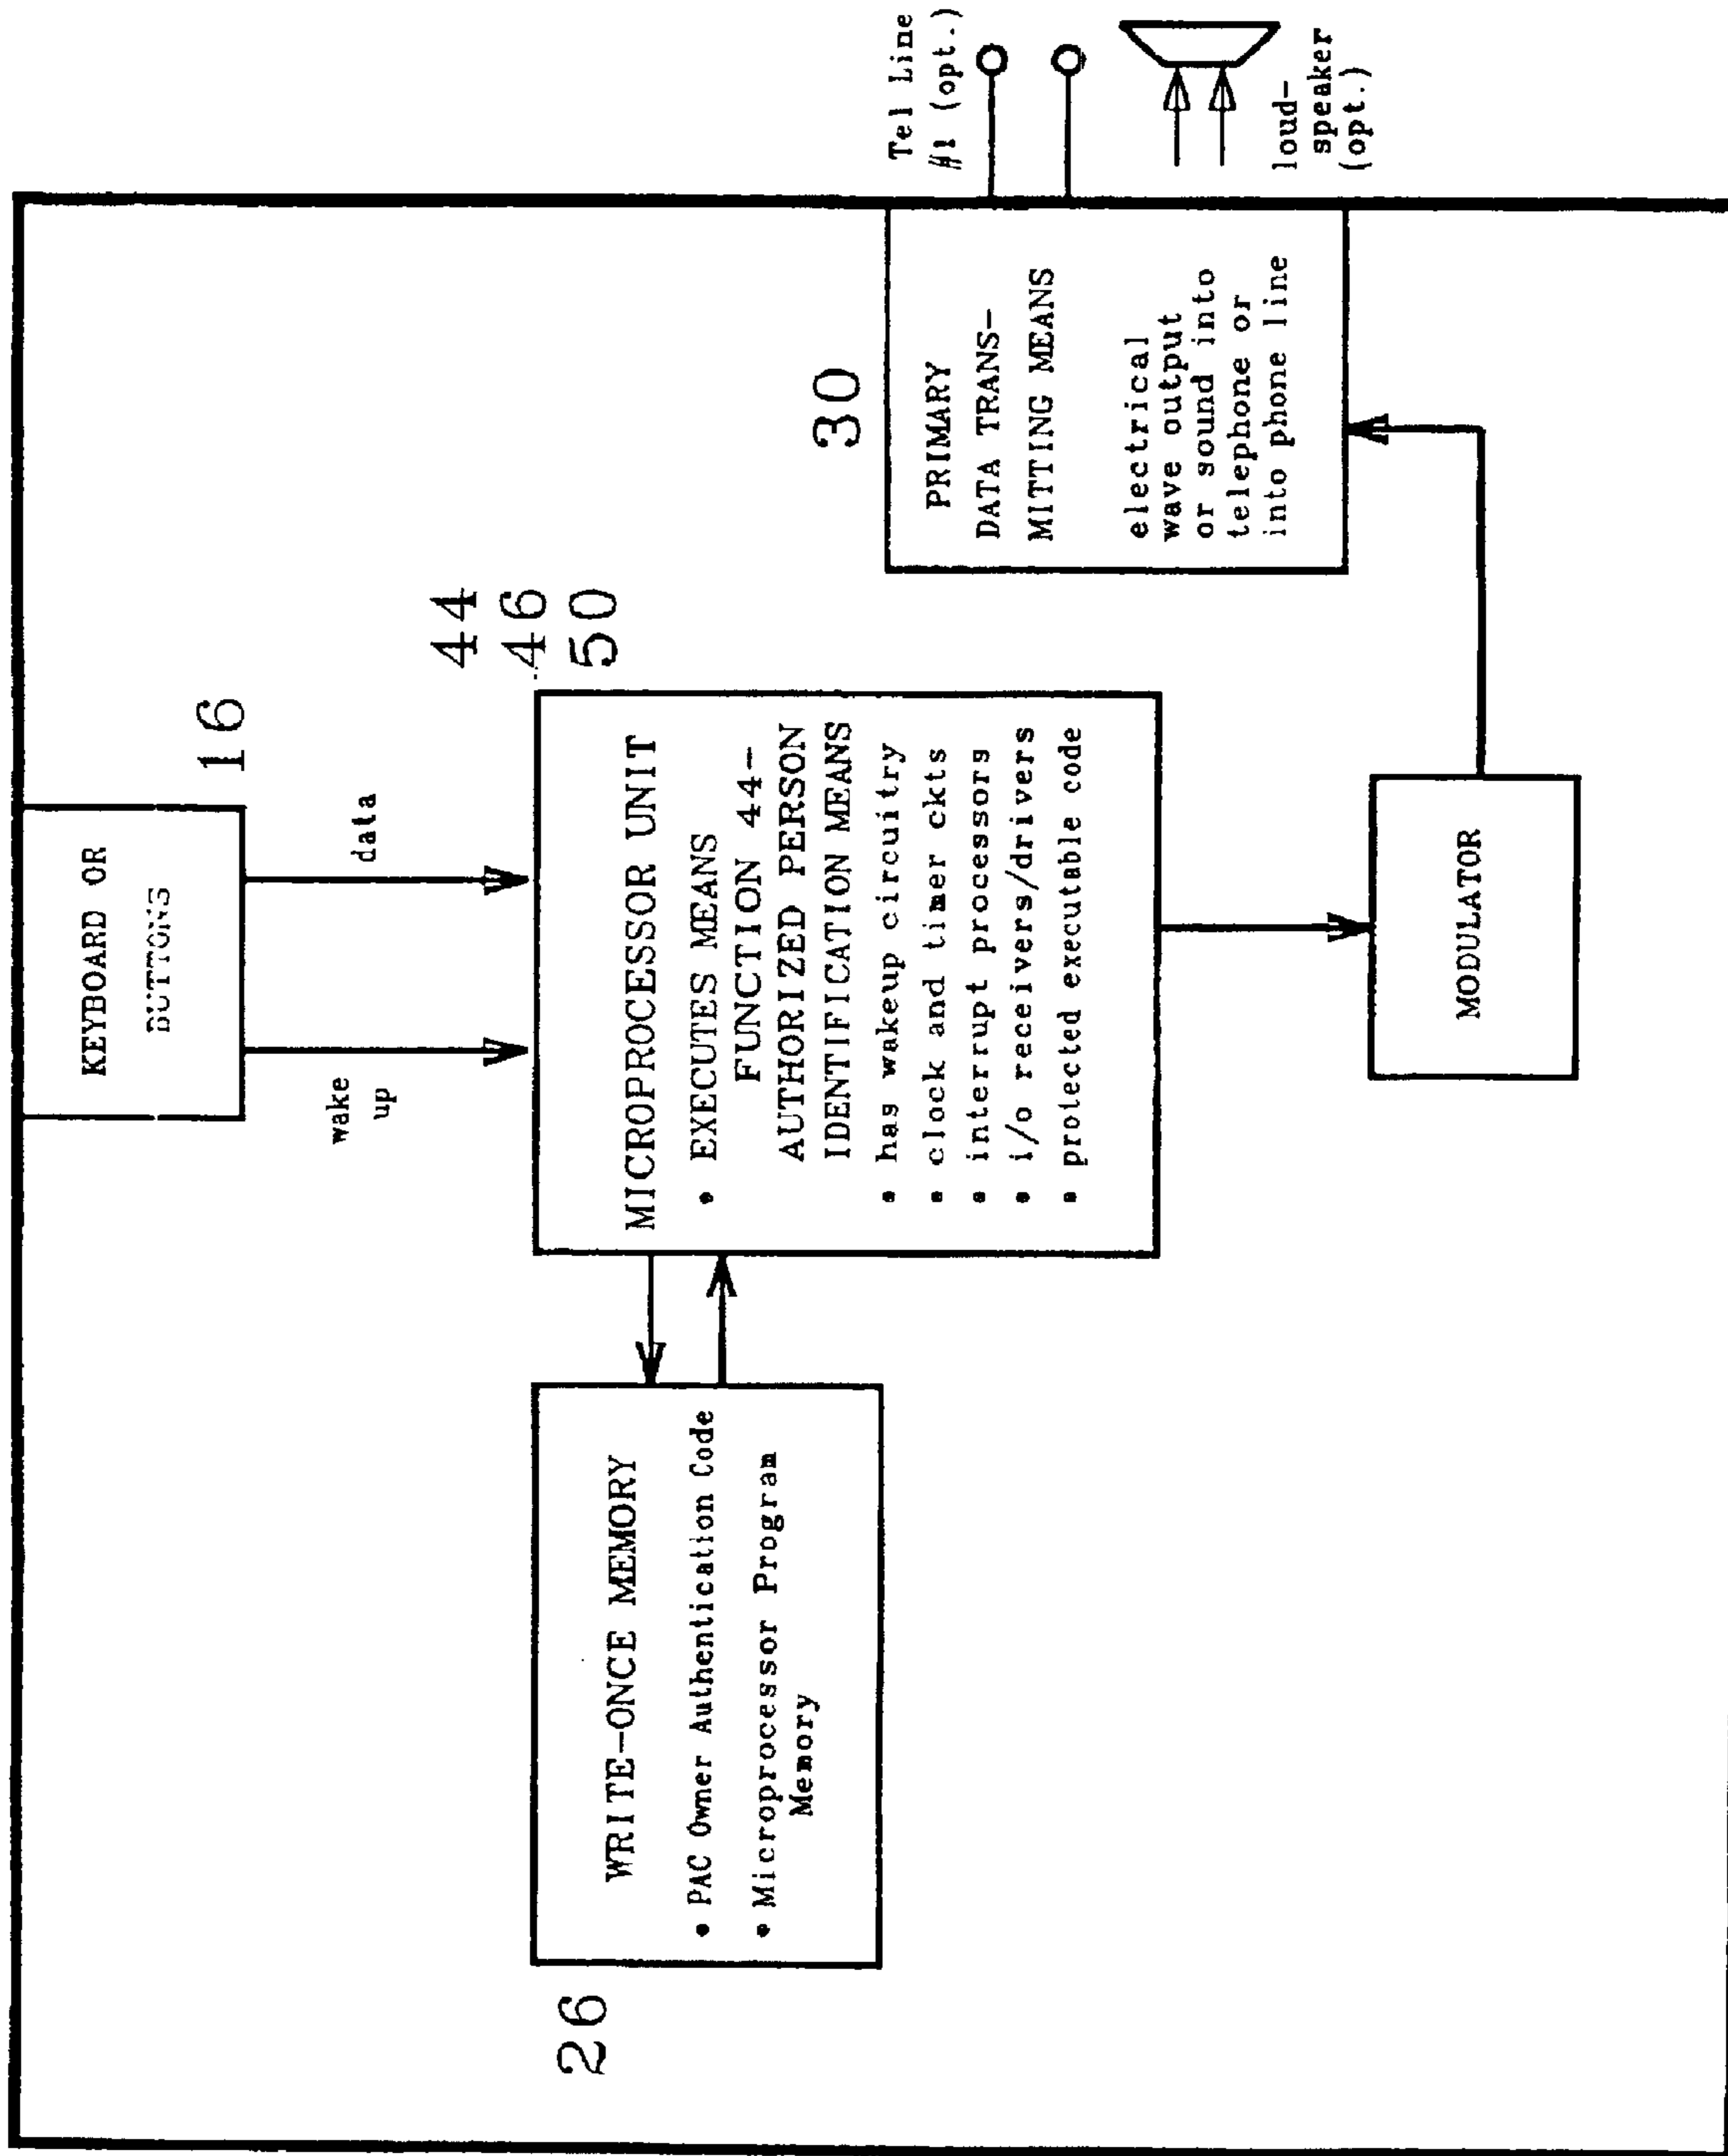 KEYBOARD OR
BUTTONS
16
wake
up
data
44
46
50
WRITE-ONCE MEMORY
• PAC Owner Authentication Code
• Microprocessor Program
Memory
26
MICROPROCESSOR UNIT
• EXECUTES MEANS
FUNCTION 44-
AUTHORIZED PERSON
IDENTIFICATION MEANS
• has wakeup circuitry
• clock and timer ckts
• interrupt processors
• i/o receivers/drivers
• protected executable code
30
PRIMARY
DATA TRANS-
MITTING MEANS
electrical
wave output
or sound into
telephone or
into phone line
Tel Line
#1 (opt.)
loud-
speaker
(opt.)
MODULATOR